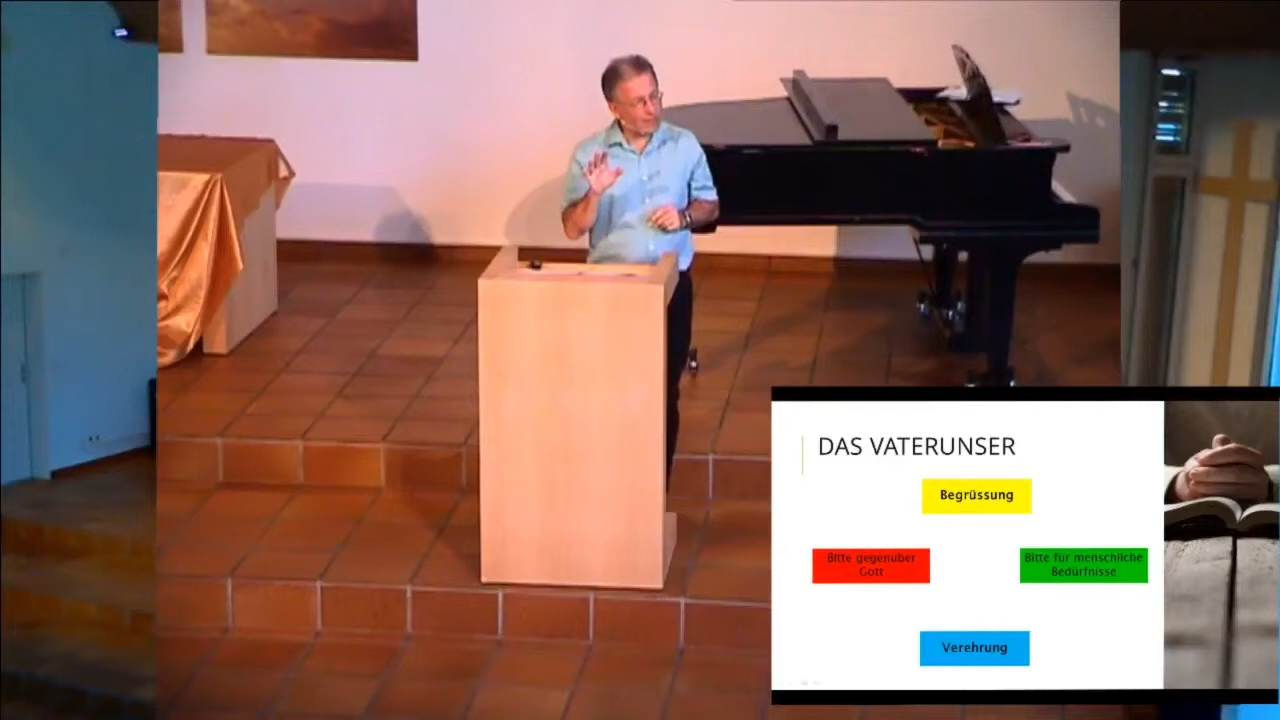 DAS VATERUNSER
Begrüssung
Bitte gegenüber
Gott
Bitte für menschliche
Bedürfnisse
Verehrung